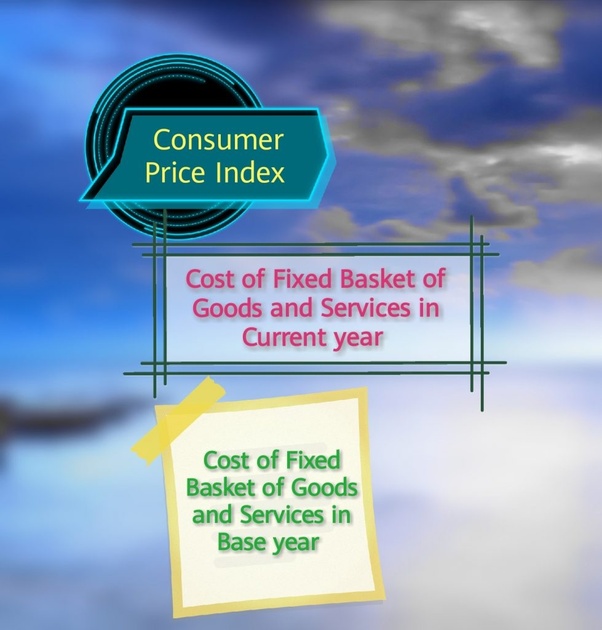 Consumer
Price Index
Cost of Fixed Basket of
Goods and Services in
Current year
Cost of Fixed
Basket of Goods
and Services in
Base year